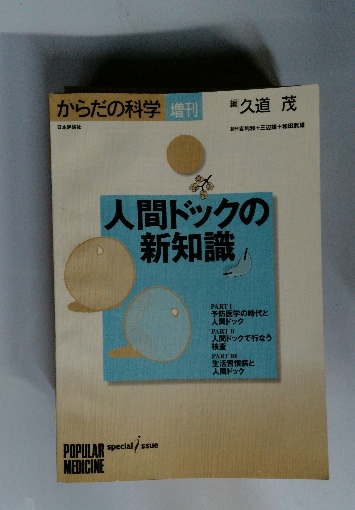 からだの科学 増刊
編 久道 茂
日本評論社
人間ドックの
新知識
PART I
予防医学の時代と
人間ドック
PART II
人間ドックで行なう
検査
PART III
生活習慣病と
人間ドック
POPULAR
MEDICINE
special issue